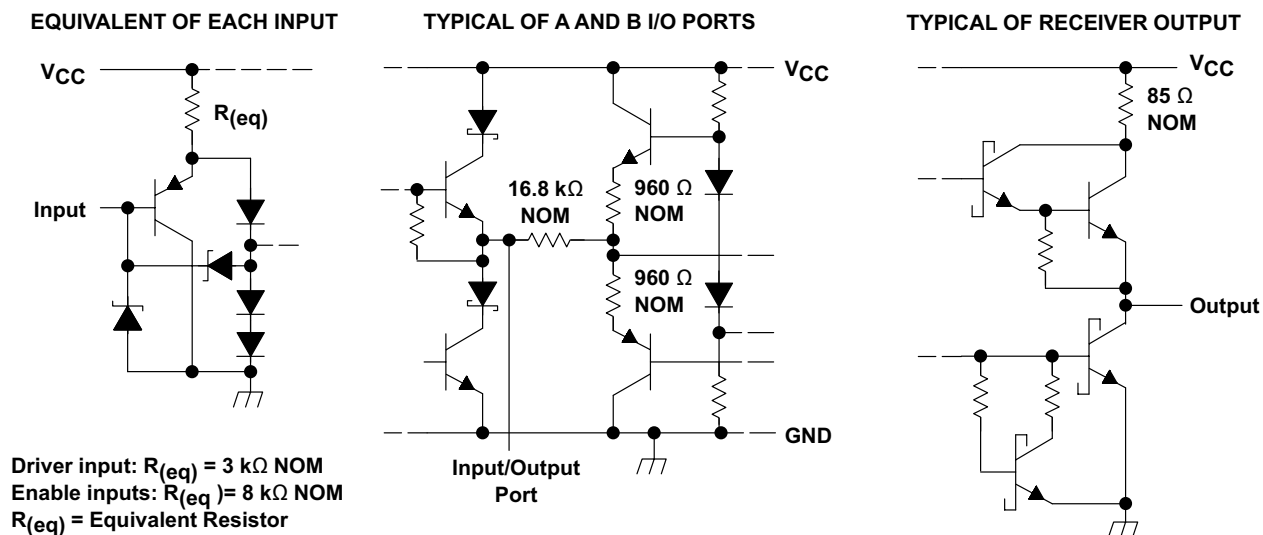 EQUIVALENT OF EACH INPUT
VCC
R(eq)
Input
Driver input: R(eq) = 3 kΩ NOM
Enable inputs: R(eq )= 8 kΩ NOM
R(eq) = Equivalent Resistor
TYPICAL OF A AND B I/O PORTS
VCC
16.8 kΩ
NOM
960 Ω
NOM
960 Ω
NOM
GND
Input/Output
Port
TYPICAL OF RECEIVER OUTPUT
VCC
85 Ω
NOM
Output